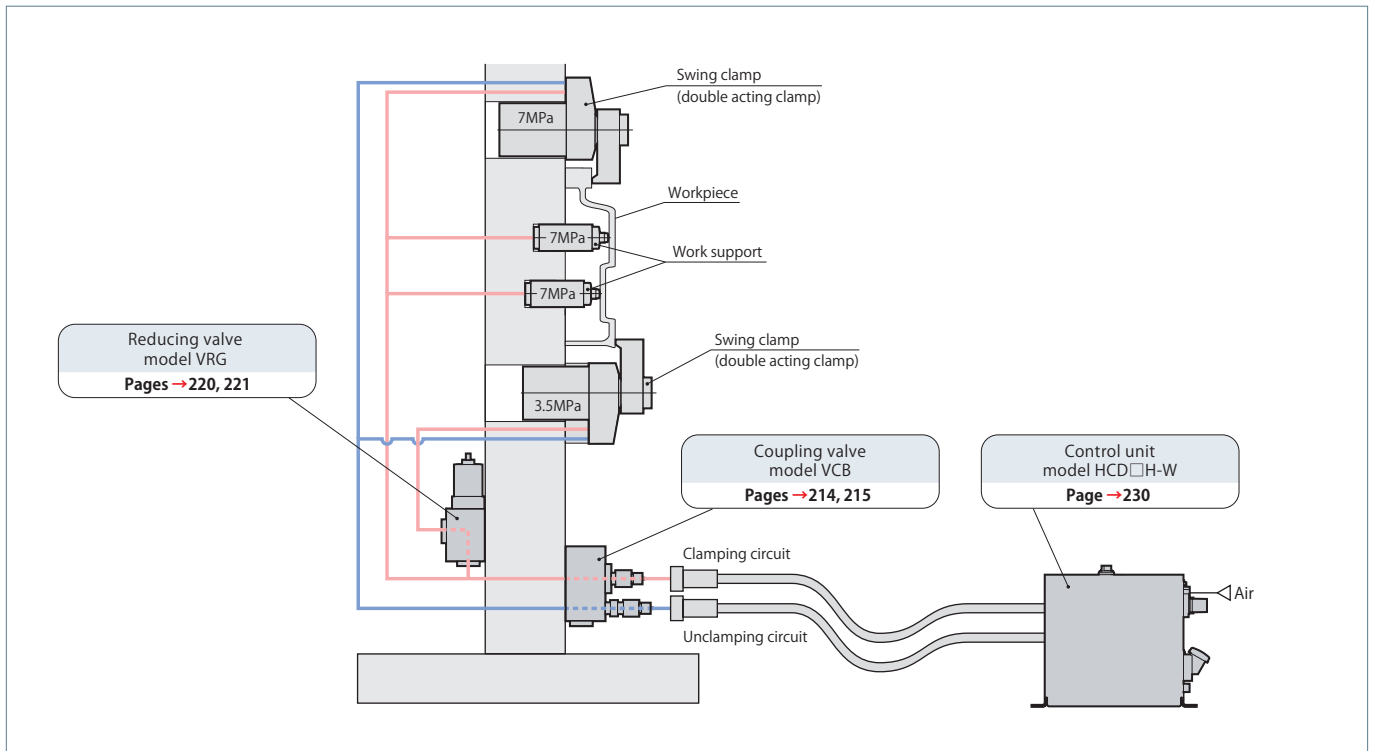 Swing clamp
(double acting clamp)
7MPa
Workpiece
7MPa
Work support
7MPa
Reducing valve
model VRG
Pages →220, 221
Swing clamp
(double acting clamp)
3.5MPa
Coupling valve
model VCB
Pages →214, 215
Control unit
model HCD□H-W
Page →230
Clamping circuit
Air
Unclamping circuit